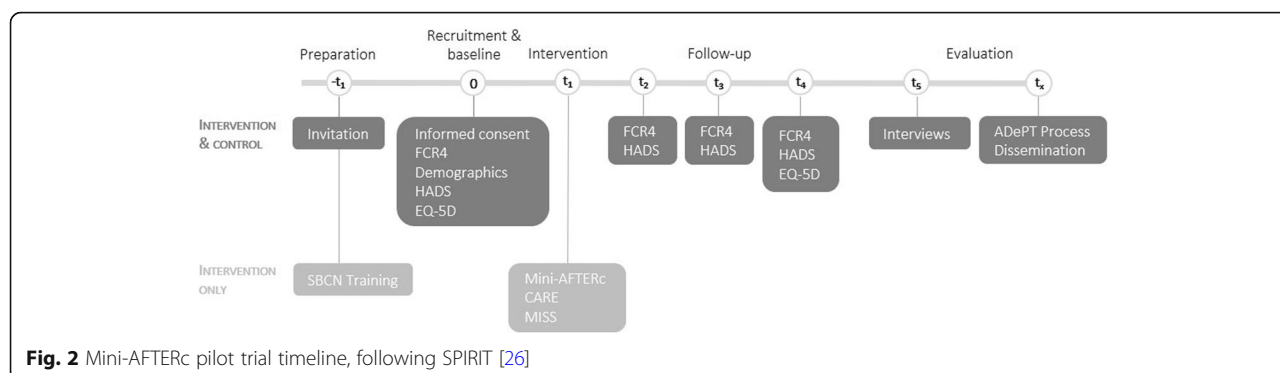 Preparation
Recruitment &
baseline
Intervention
Follow-up
Evaluation
-t1
0
t1
t2
t3
t4
t5
tx
INTERVENTION
& CONTROL
Invitation
Informed consent
FCR4
Demographics
HADS
EQ-5D
FCR4
HADS
FCR4
HADS
FCR4
HADS
EQ-5D
Interviews
ADePT Process
Dissemination
INTERVENTION
ONLY
SBCN Training
Mini-AFTERc
CARE
MISS
Fig. 2 Mini-AFTERc pilot trial timeline, following SPIRIT [26]